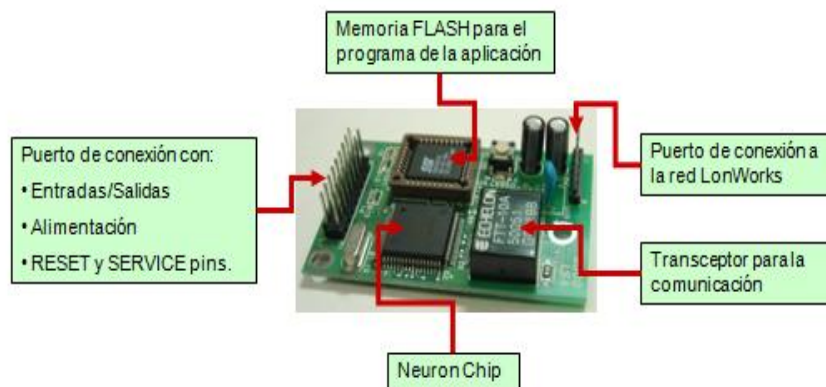 Memoria FLASH para el
programa de la aplicación
Puerto de conexión con:
• Entradas/Salidas
• Alimentación
• RESET y SERVICE pins.
Puerto de conexión a
la red LonWorks
ECHELON
FTT-10A
50051
Transceptor para la
comunicación
Neuron Chip